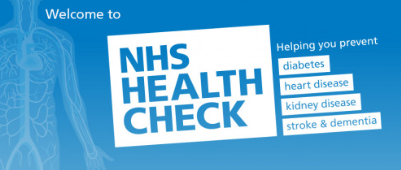 Welcome to
NHS
HEALTH
CHECK
Helping you prevent
diabetes
heart disease
kidney disease
stroke & dementia